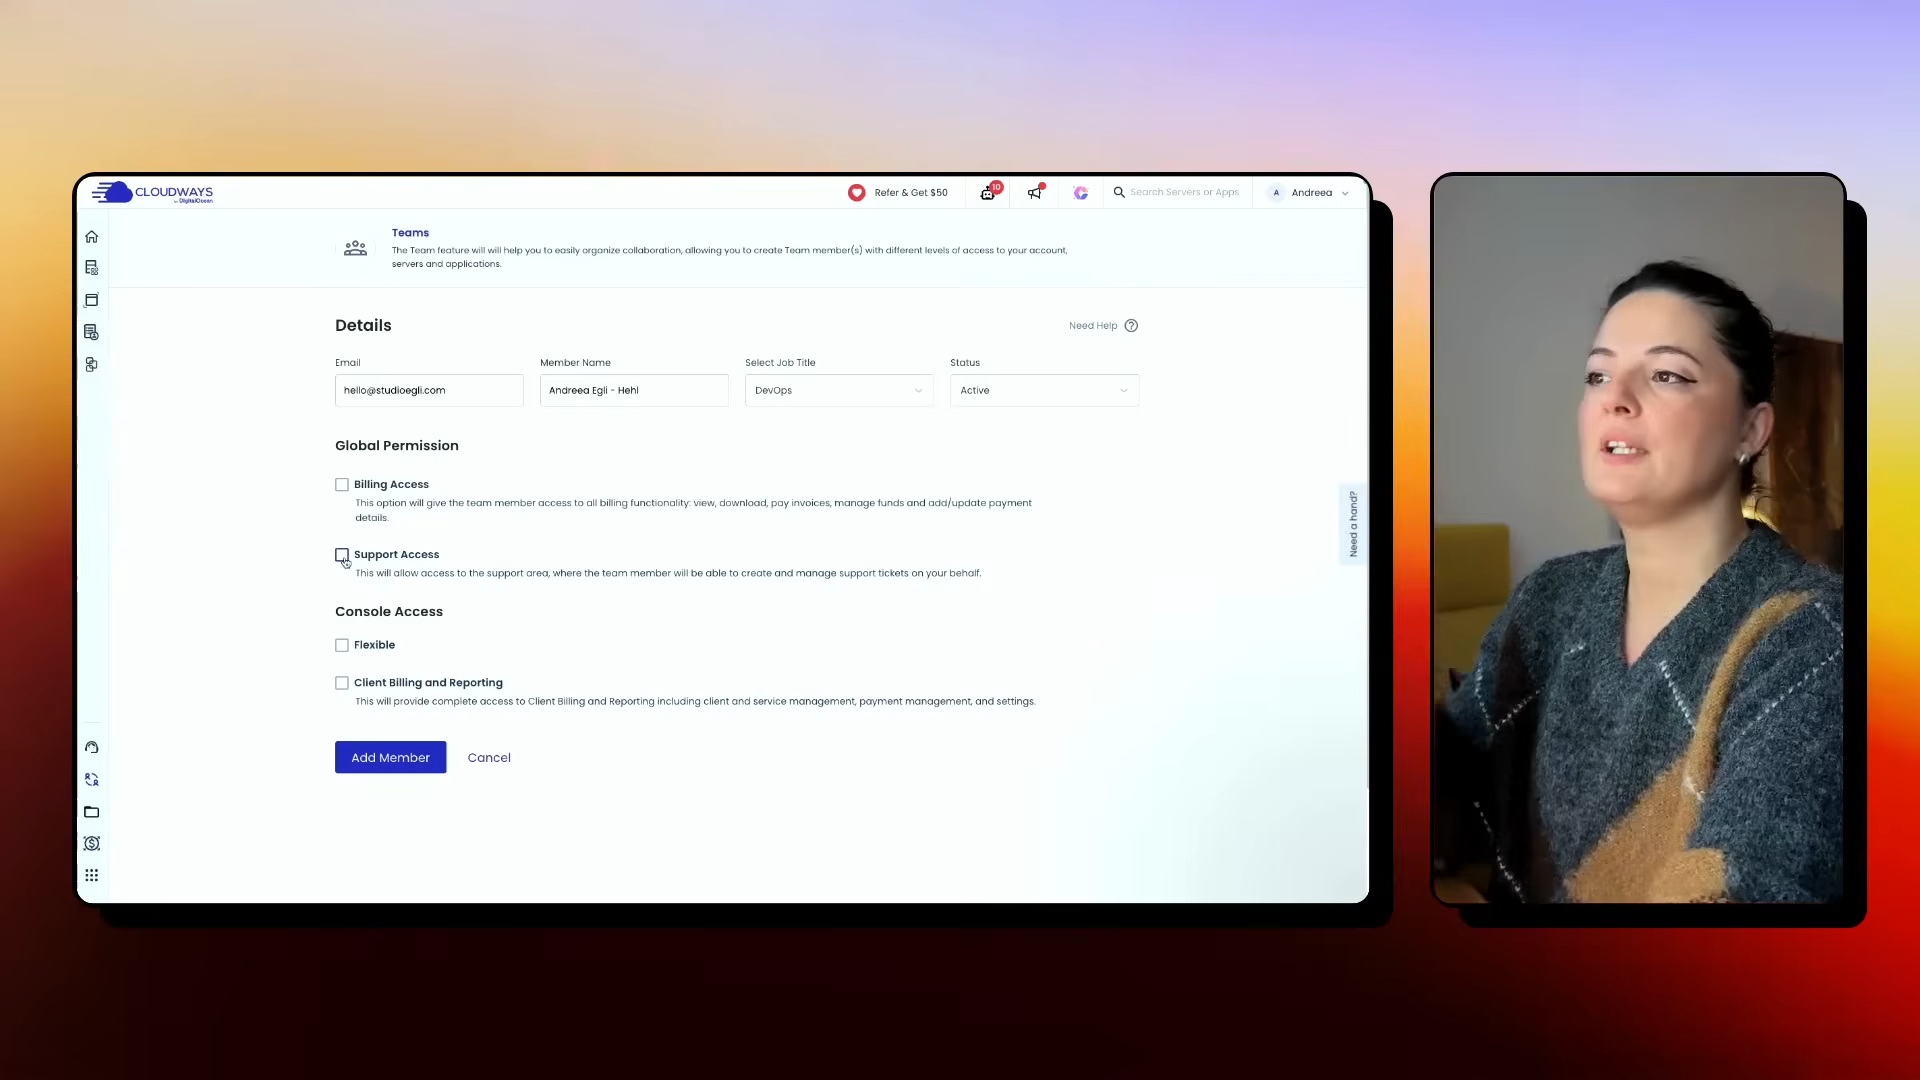 CLOUDWAYS
by DigitalOcean
Refer & Get $50
10
Search Servers or Apps
A
Andreea
Teams
The Team feature will will help you to easily organize collaboration, allowing you to create Team member(s) with different levels of access to your account,
servers and applications.
Details
Need Help
Email
Member Name
Select Job Title
Status
hello@studioegli.com
Andreea Egli - Hehl
DevOps
Active
Global Permission
Billing Access
This option will give the team member access to all billing functionality: view, download, pay invoices, manage funds and add/update payment
details.
Support Access
This will allow access to the support area, where the team member will be able to create and manage support tickets on your behalf.
Need a hand?
Console Access
Flexible
Client Billing and Reporting
This will provide complete access to Client Billing and Reporting including client and service management, payment management, and settings.
Add Member
Cancel